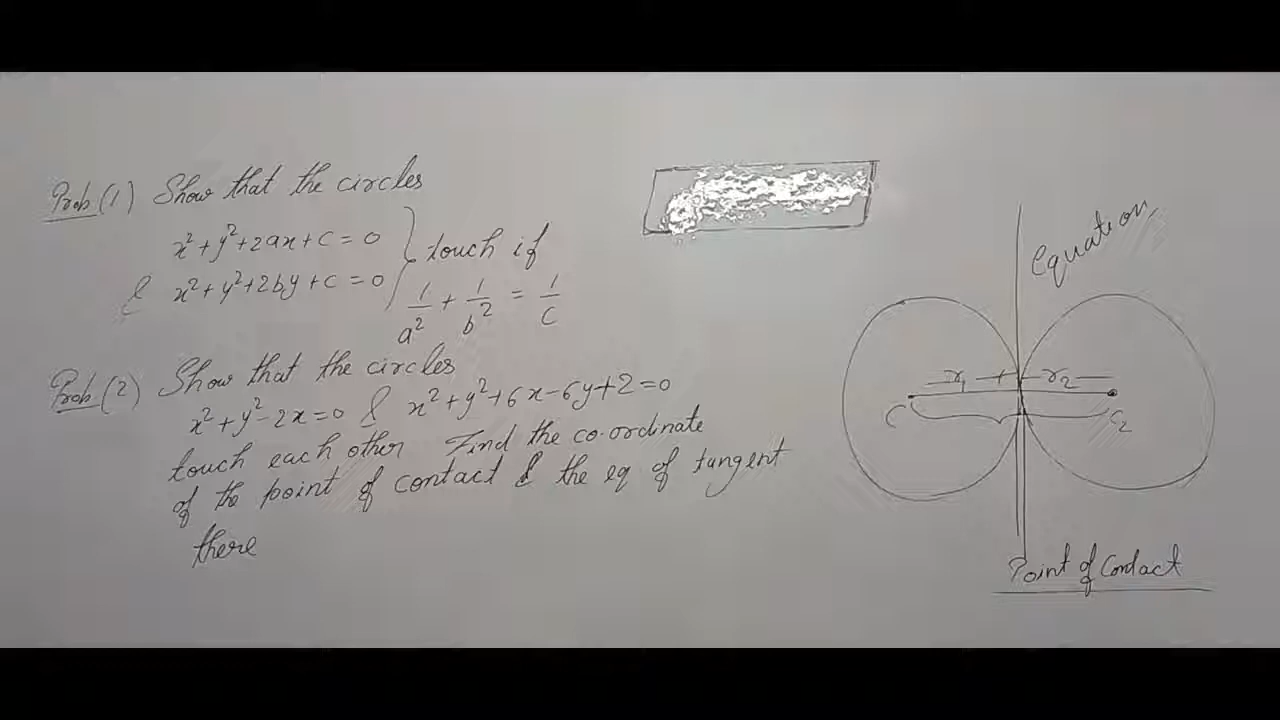 Prob (1) Show that the circles
x² + y² + 2ax + c = 0
& x² + y² + 2by + c = 0
touch if
1/a² + 1/b² = 1/c
Prob (2) Show that the circles
x² + y² - 2x = 0 & x² + y² + 6x - 6y + 2 = 0
touch each other Find the co-ordinate
of the point of contact & the eq of tangent
there
equation
r₁ r₂
C C₂
Point of Contact